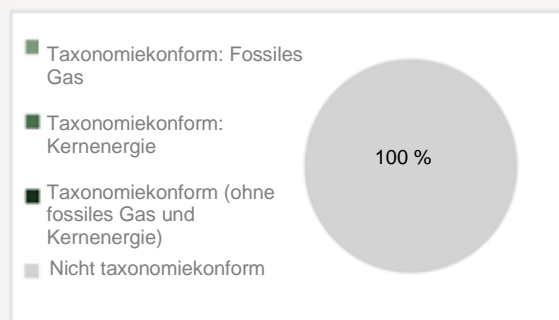 Taxonomiekonform: Fossiles
Gas
Taxonomiekonform:
Kernenergie
Taxonomiekonform (ohne
fossiles Gas und
Kernenergie)
Nicht taxonomiekonform
100 %